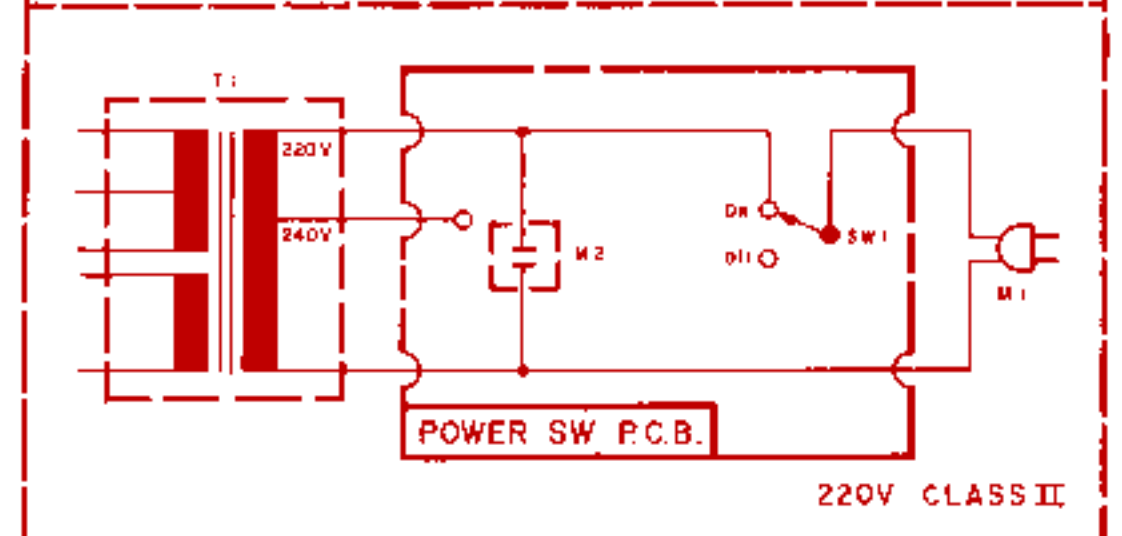 T1
220V
240V
M2
ON
SW1
Off
M1
POWER SW P.C.B.
220V CLASS II